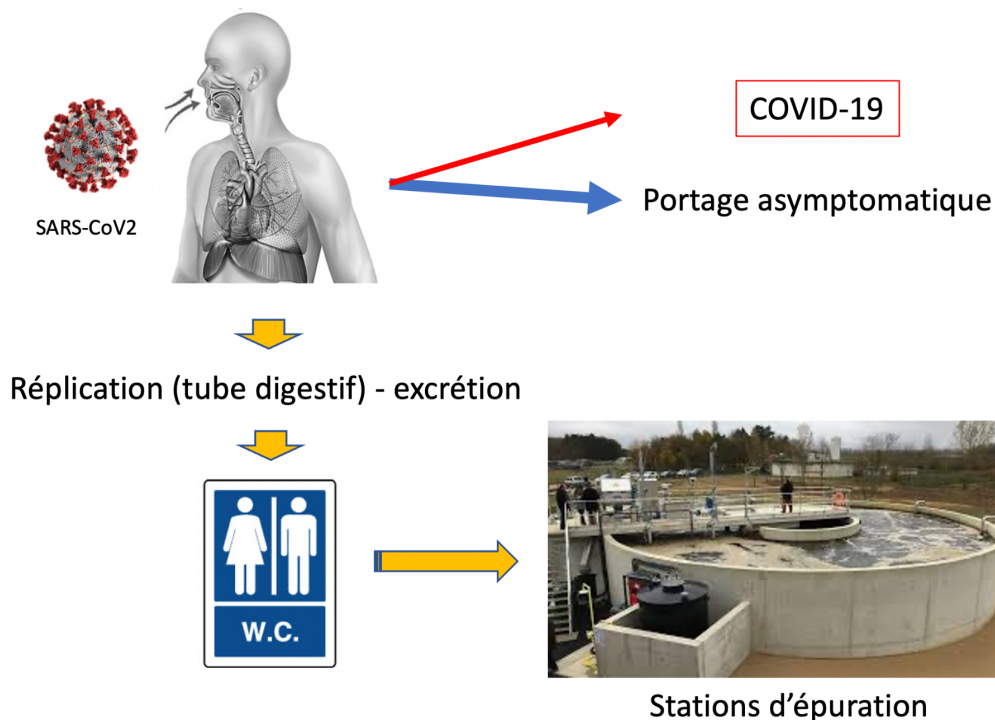 COVID-19
Portage asymptomatique
SARS-CoV2
Réplication (tube digestif) - excrétion
W.C.
Stations d’épuration